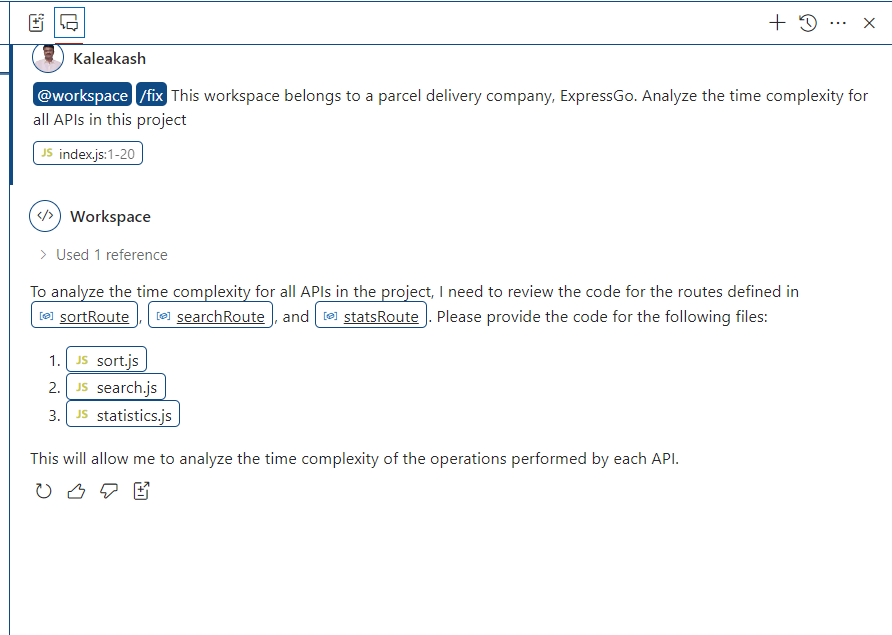 Kaleakash
@workspace /fix This workspace belongs to a parcel delivery company, ExpressGo. Analyze the time complexity for
all APIs in this project
JS index.js:1-20
Workspace
Used 1 reference
To analyze the time complexity for all APIs in the project, I need to review the code for the routes defined in
sortRoute, searchRoute, and statsRoute. Please provide the code for the following files:
1. JS sort.js
2. JS search.js
3. JS statistics.js
This will allow me to analyze the time complexity of the operations performed by each API.